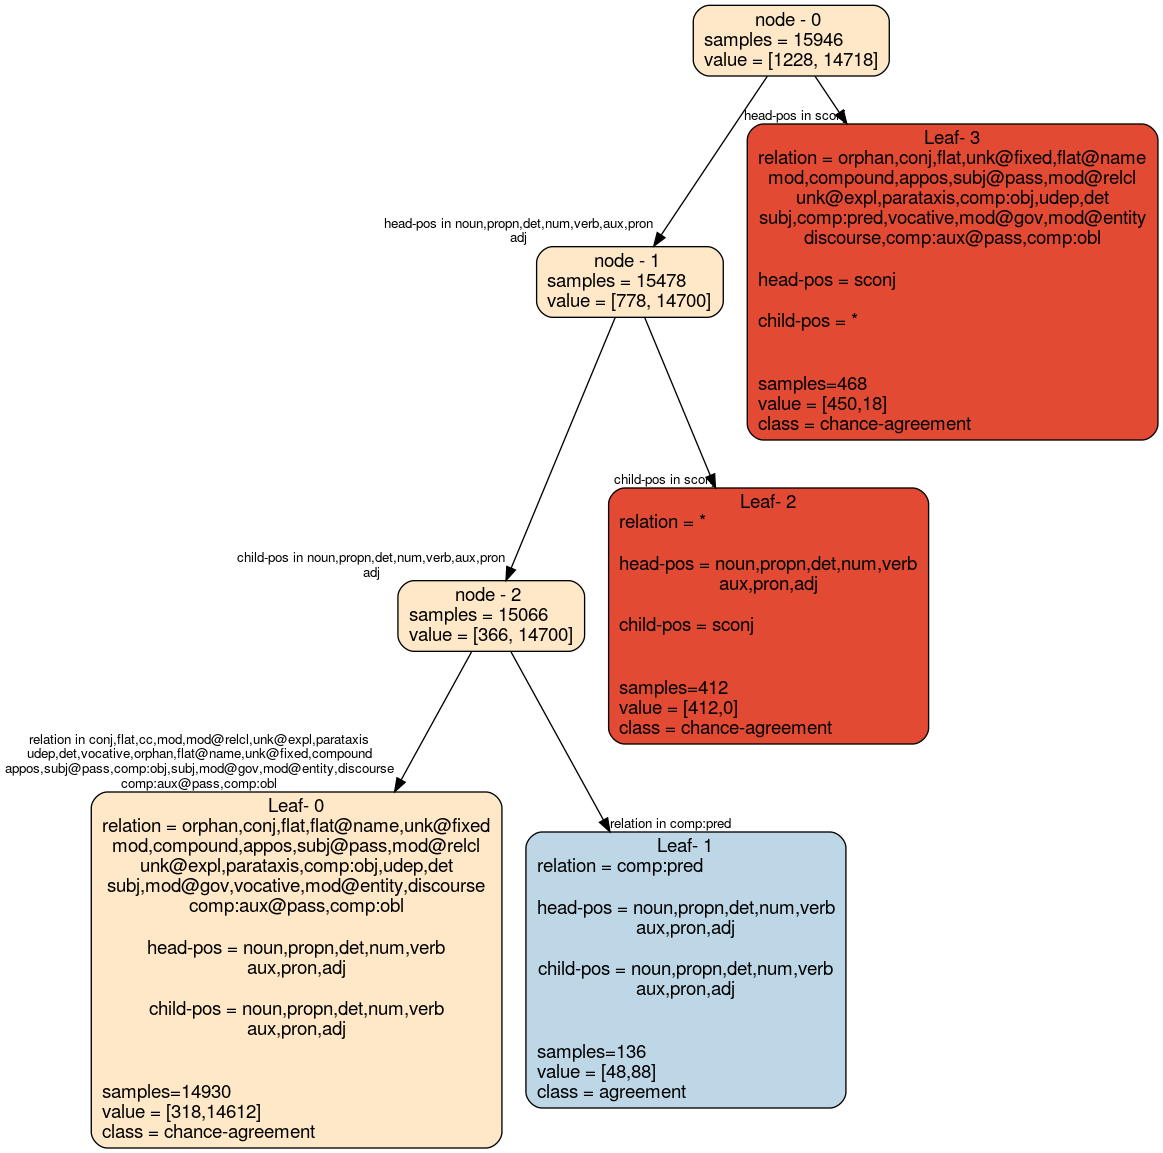 node - 0
samples = 15946
value = [1228, 14718]
head-pos in sconj
Leaf- 3
relation = orphan,conj,flat,unk@fixed,flat@name
mod,compound,appos,subj@pass,mod@relcl
unk@expl,parataxis,comp:obj,udep,det
subj,comp:pred,vocative,mod@gov,mod@entity
discourse,comp:aux@pass,comp:obl
head-pos = sconj
child-pos = *
samples=468
value = [450,18]
class = chance-agreement
head-pos in noun,propn,det,num,verb,aux,pron
adj
node - 1
samples = 15478
value = [778, 14700]
child-pos in sconj
Leaf- 2
relation = *
head-pos = noun,propn,det,num,verb
aux,pron,adj
child-pos = sconj
samples=412
value = [412,0]
class = chance-agreement
child-pos in noun,propn,det,num,verb,aux,pron
adj
node - 2
samples = 15066
value = [366, 14700]
relation in conj,flat,cc,mod,mod@relcl,unk@expl,parataxis
udep,det,vocative,orphan,flat@name,unk@fixed,compound
appos,subj@pass,comp:obj,subj,mod@gov,mod@entity,discourse
comp:aux@pass,comp:obl
Leaf- 0
relation = orphan,conj,flat,flat@name,unk@fixed
mod,compound,appos,subj@pass,mod@relcl
unk@expl,parataxis,comp:obj,udep,det
subj,mod@gov,vocative,mod@entity,discourse
comp:aux@pass,comp:obl
head-pos = noun,propn,det,num,verb
aux,pron,adj
child-pos = noun,propn,det,num,verb
aux,pron,adj
samples=14930
value = [318,14612]
class = chance-agreement
relation in comp:pred
Leaf- 1
relation = comp:pred
head-pos = noun,propn,det,num,verb
aux,pron,adj
child-pos = noun,propn,det,num,verb
aux,pron,adj
samples=136
value = [48,88]
class = agreement